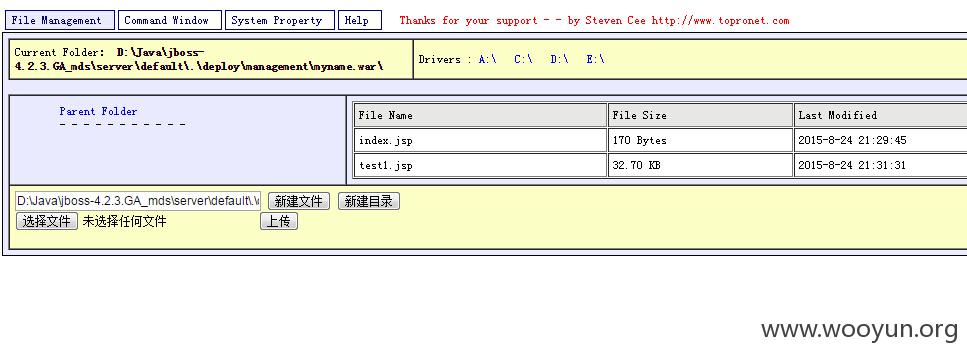 File Management Command Window System Property Help Thanks for your support - - by Steven Cee http://www.topronet.com
Current Folder: D:\Java\jboss-
4.2.3.GA_mds\server\default\.\deploy\management\myname.war\
Drivers : A:\ C:\ D:\ E:\
Parent Folder
- - - - - - - - - - -
File Name File Size Last Modified
index.jsp 170 Bytes 2015-8-24 21:29:45
test1.jsp 32.70 KB 2015-8-24 21:31:31
D:\Java\jboss-4.2.3.GA_mds\server\default\.\ 新建文件 新建目录
选择文件 未选择任何文件 上传
www.wooyun.org